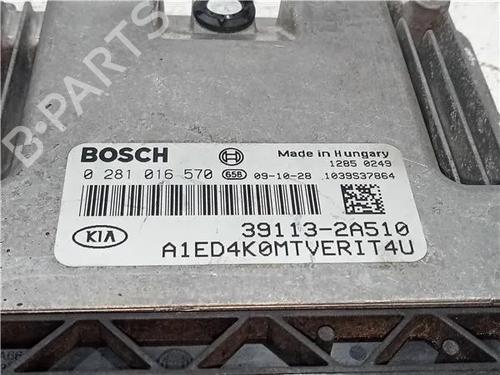 B-PARTS
BOSCH
Made in Hungary
1285 0249
0 281 016 570 658 09-10-28 1039S37864
39113-2A510
KIA
A1ED4K0MTVERIT4U